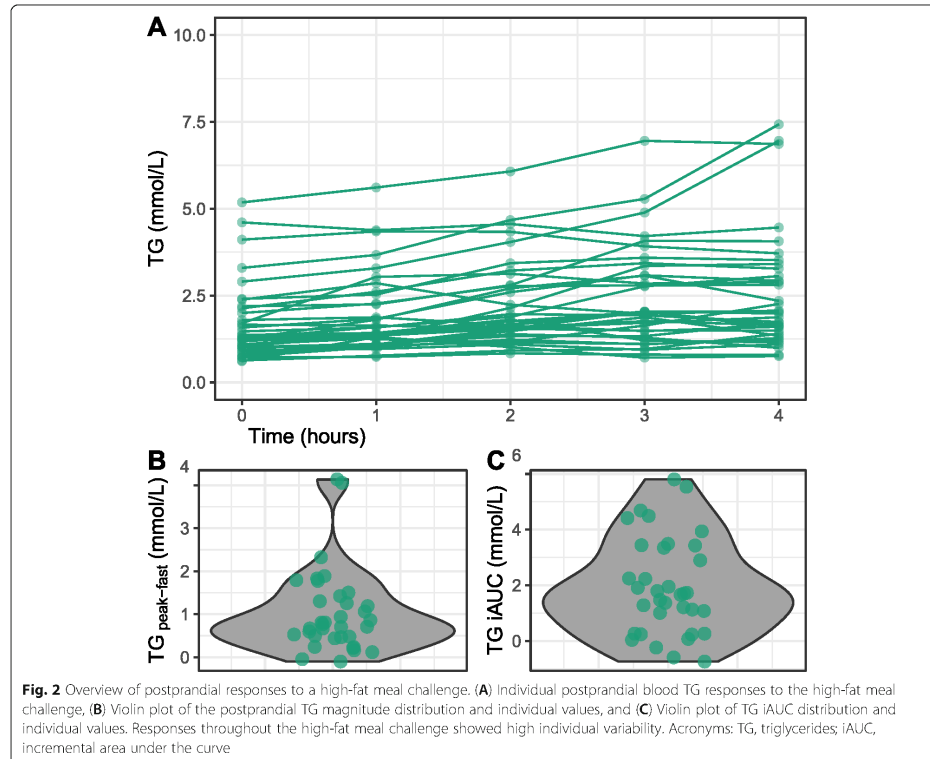 A
10.0
7.5
5.0
2.5
0.0
TG (mmol/L)
0 1 2 3 4
Time (hours)
B
4
3
2
1
0
TG peak−fast (mmol/L)
C
6
4
2
0
TG iAUC (mmol/L)
Fig. 2 Overview of postprandial responses to a high-fat meal challenge. (A) Individual postprandial blood TG responses to the high-fat meal
challenge, (B) Violin plot of the postprandial TG magnitude distribution and individual values, and (C) Violin plot of TG iAUC distribution and
individual values. Responses throughout the high-fat meal challenge showed high individual variability. Acronyms: TG, triglycerides; iAUC,
incremental area under the curve